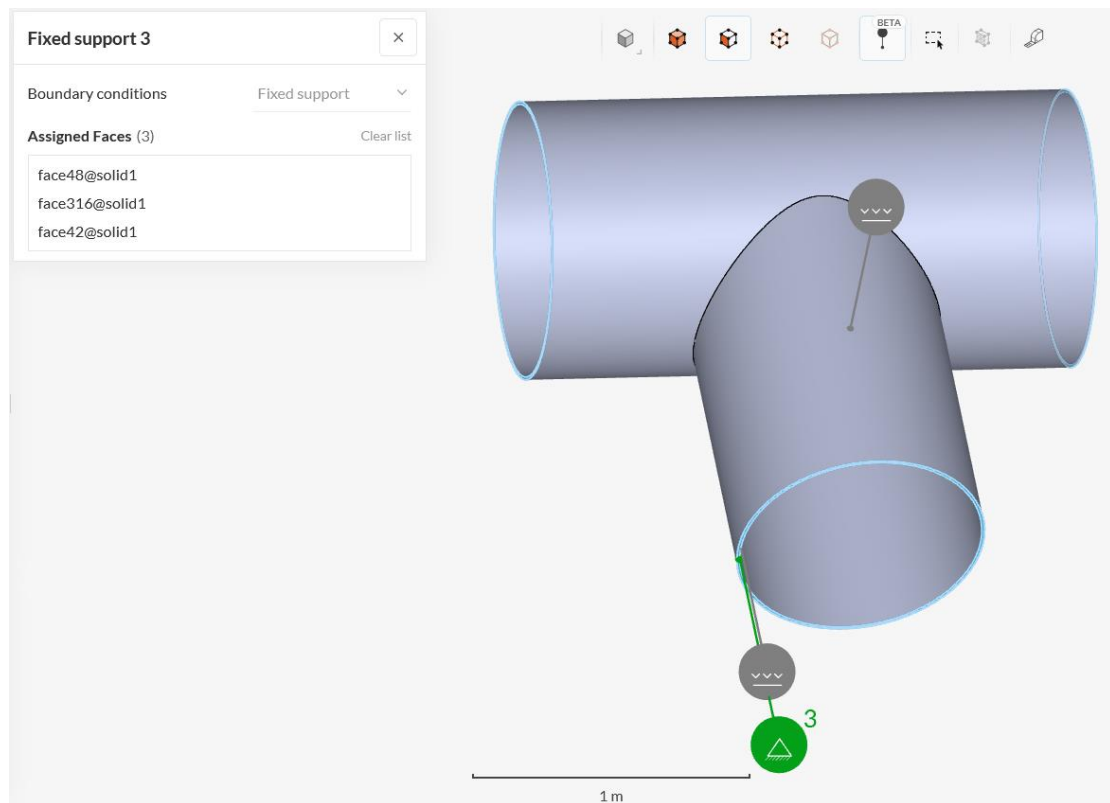 Fixed support 3
Boundary conditions Fixed support
Assigned Faces (3) Clear list
face48@solid1
face316@solid1
face42@solid1
BETA
3
1 m